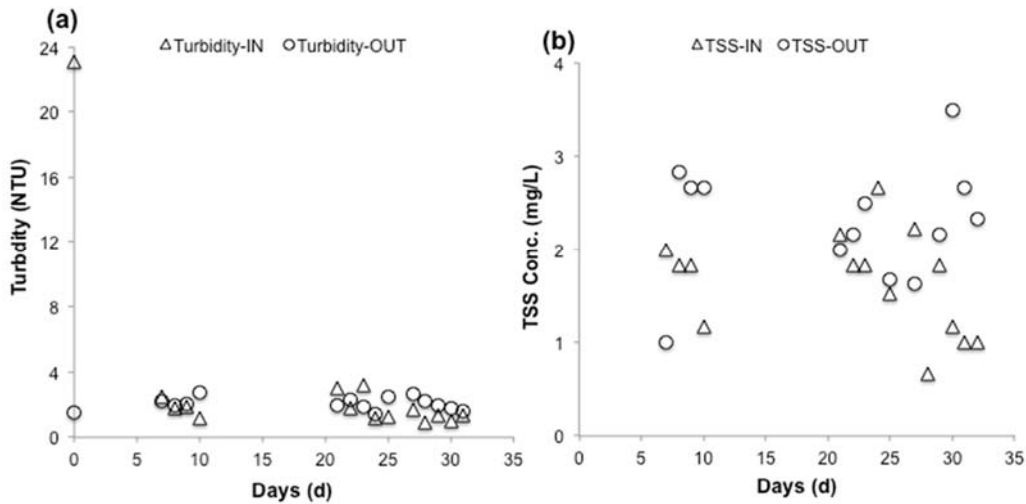 (a)
△Turbidity-IN ○Turbidity-OUT
24
20
16
12
8
4
0
Turbdity (NTU)
0 5 10 15 20 25 30 35
Days (d)
(b)
△TSS-IN ○TSS-OUT
4
3
2
1
0
TSS Conc. (mg/L)
0 5 10 15 20 25 30 35
Days (d)